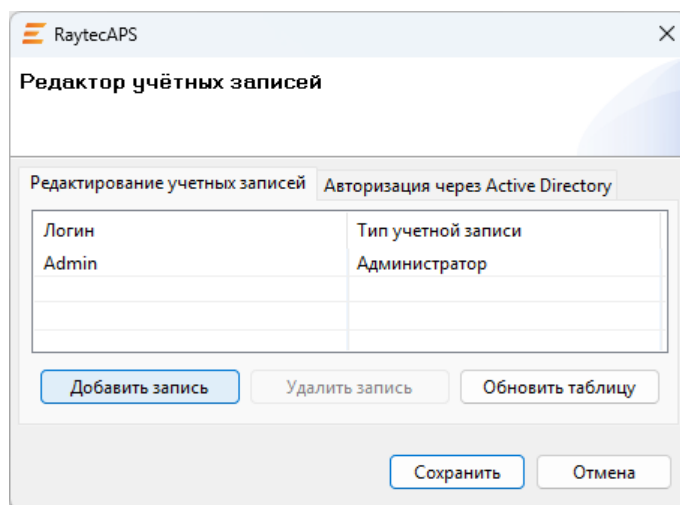 RaytecAPS
Редактор учётных записей
Редактирование учетных записей Авторизация через Active Directory
Логин Тип учетной записи
Admin Администратор
Добавить запись Удалить запись Обновить таблицу
Сохранить Отмена